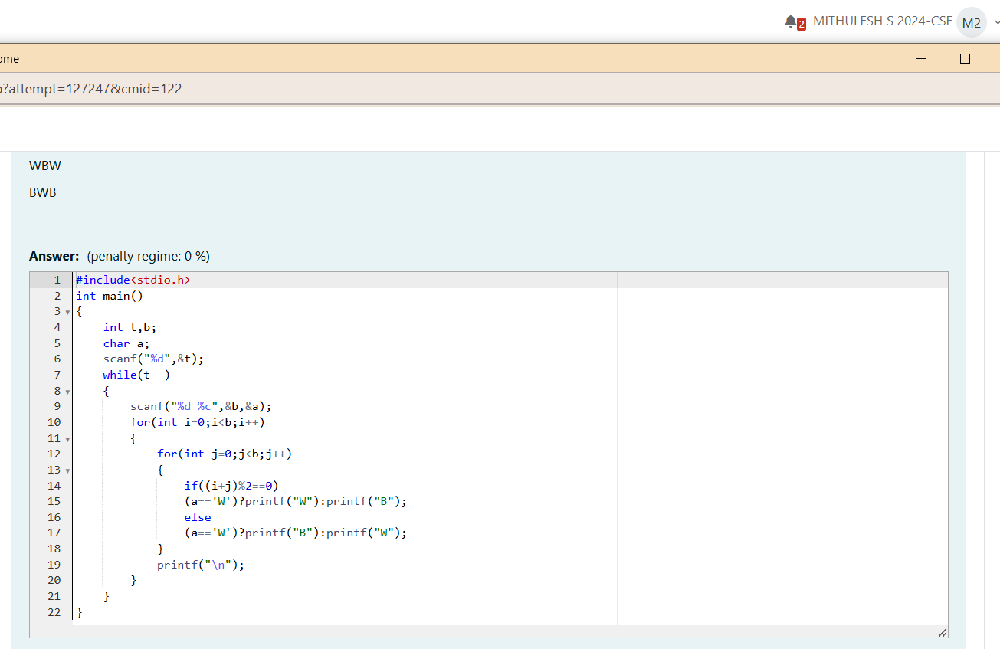 2 MITHULESH S 2024-CSE M2
ome
?attempt=127247&cmid=122
WBW
BWB
Answer: (penalty regime: 0 %)
1 #include<stdio.h>
2 int main()
3 {
4     int t,b;
5     char a;
6     scanf("%d",&t);
7     while(t--)
8     {
9         scanf("%d %c",&b,&a);
10         for(int i=0;i<b;i++)
11         {
12             for(int j=0;j<b;j++)
13             {
14                 if((i+j)%2==0)
15                 (a=='W')?printf("W"):printf("B");
16                 else
17                 (a=='W')?printf("B"):printf("W");
18             }
19             printf("\n");
20         }
21     }
22 }